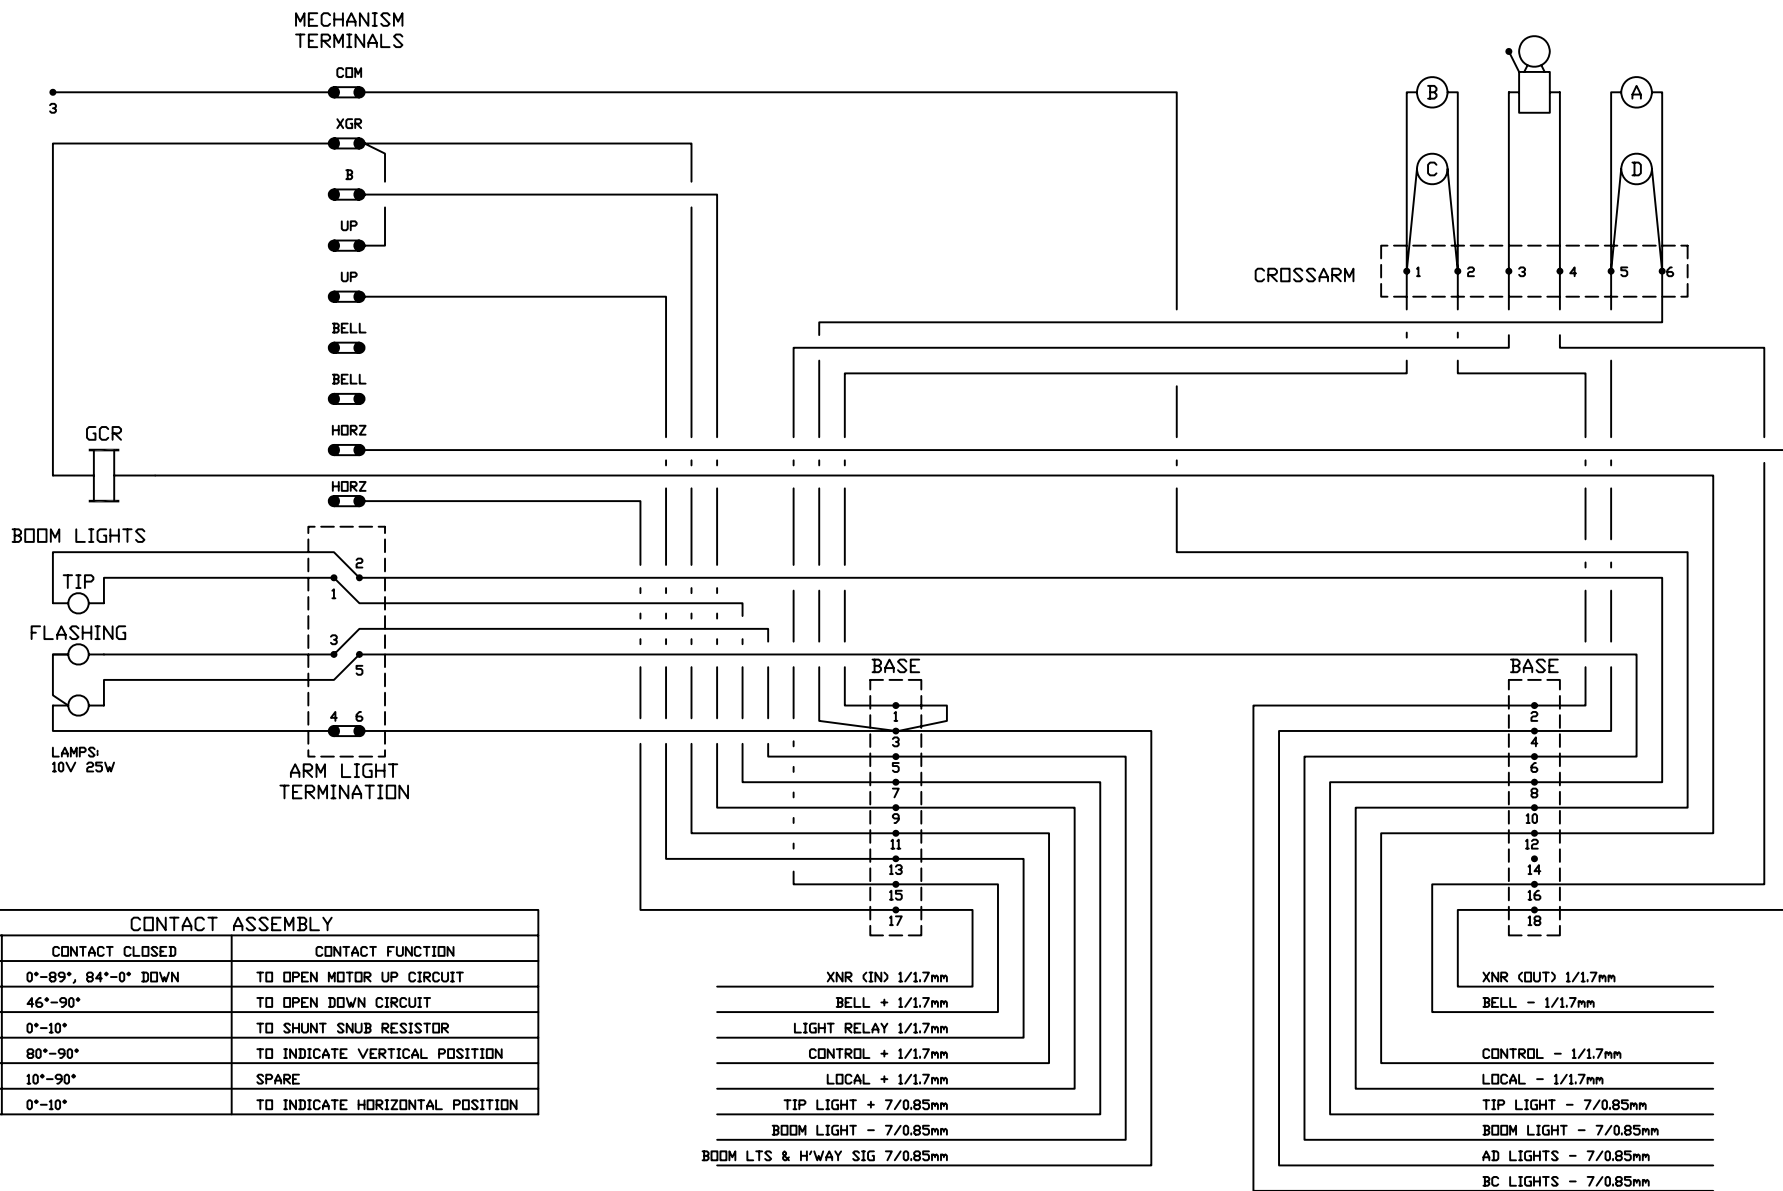 MECHANISM
TERMINALS
COM
3
XGR
B
UP
UP
BELL
BELL
HORZ
HORZ
GCR
BOOM LIGHTS
TIP
FLASHING
LAMPS:
10V 25W
2
1
3
5
4 6
ARM LIGHT
TERMINATION
B
C
A
D
CROSSARM
1 2 3 4 5 6
BASE
1
3
5
7
9
11
13
15
17
BASE
2
4
6
8
10
12
14
16
18
XNR (IN) 1/1.7mm
BELL + 1/1.7mm
LIGHT RELAY 1/1.7mm
CONTROL + 1/1.7mm
LOCAL + 1/1.7mm
TIP LIGHT + 7/0.85mm
BOOM LIGHT - 7/0.85mm
BOOM LTS & H'WAY SIG 7/0.85mm
XNR (OUT) 1/1.7mm
BELL - 1/1.7mm
CONTROL - 1/1.7mm
LOCAL - 1/1.7mm
TIP LIGHT - 7/0.85mm
BOOM LIGHT - 7/0.85mm
AD LIGHTS - 7/0.85mm
BC LIGHTS - 7/0.85mm
CONTACT ASSEMBLY
CONTACT CLOSED CONTACT FUNCTION
0°-89°, 84°-0° DOWN TO OPEN MOTOR UP CIRCUIT
46°-90° TO OPEN DOWN CIRCUIT
0°-10° TO SHUNT SNUB RESISTOR
80°-90° TO INDICATE VERTICAL POSITION
10°-90° SPARE
0°-10° TO INDICATE HORIZONTAL POSITION